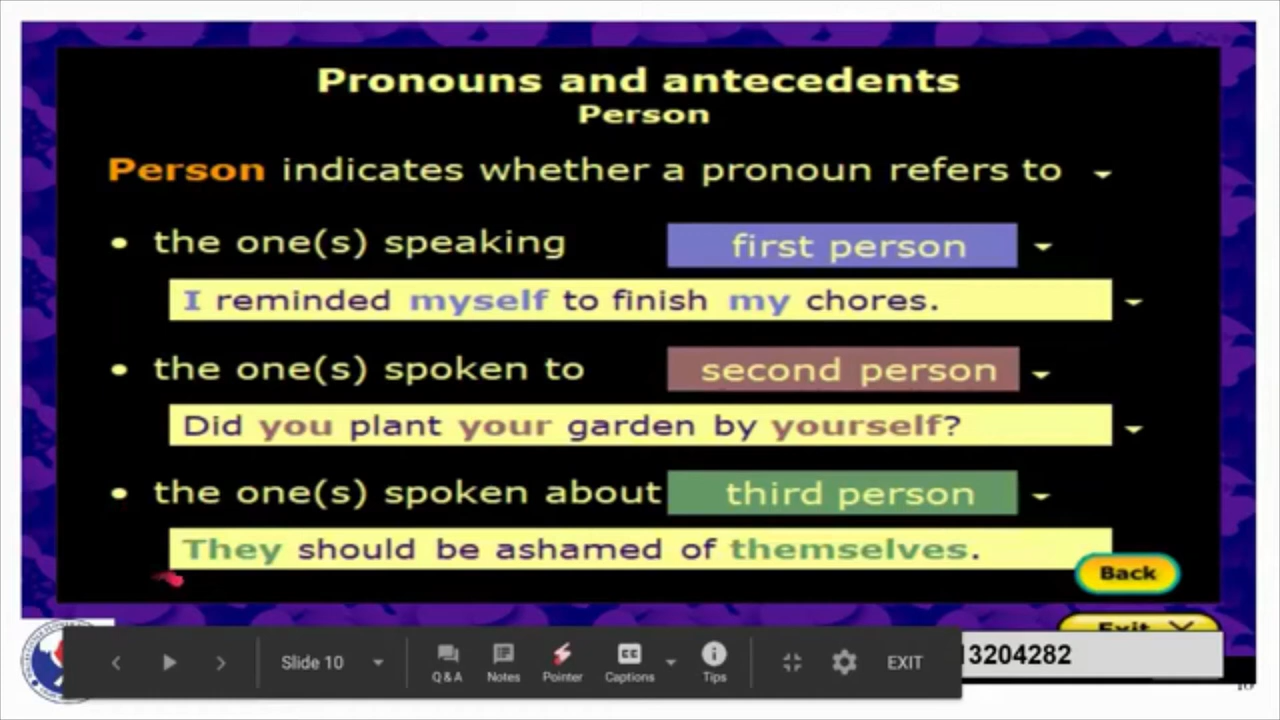 Pronouns and antecedents
Person
Person indicates whether a pronoun refers to
• the one(s) speaking first person
I reminded myself to finish my chores.
• the one(s) spoken to second person
Did you plant your garden by yourself?
• the one(s) spoken about third person
They should be ashamed of themselves.
Back
Exit
Slide 10
Q&A
Notes
Pointer
CC
Captions
Tips
EXIT
13204282